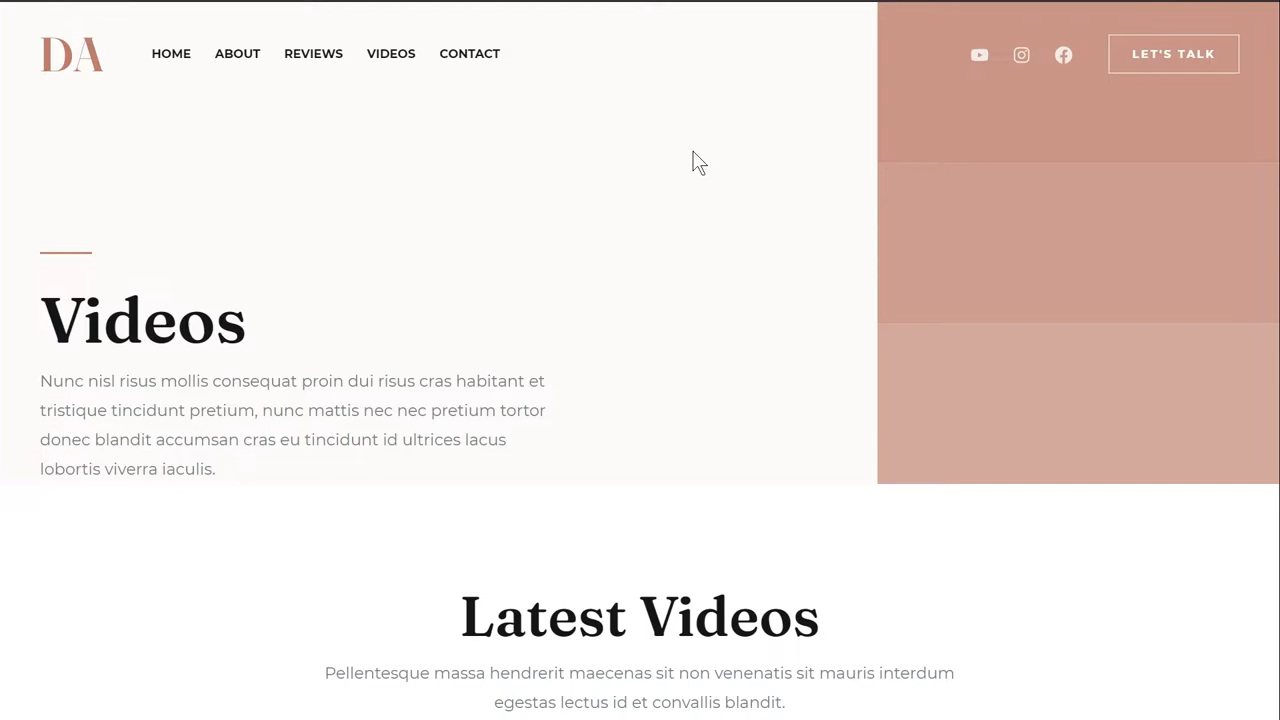 DA
HOME ABOUT REVIEWS VIDEOS CONTACT
LET'S TALK
Videos
Nunc nisl risus mollis consequat proin dui risus cras habitant et
tristique tincidunt pretium, nunc mattis nec nec pretium tortor
donec blandit accumsan cras eu tincidunt id ultrices lacus
lobortis viverra iaculis.
Latest Videos
Pellentesque massa hendrerit maecenas sit non venenatis sit mauris interdum
egestas lectus id et convallis blandit.